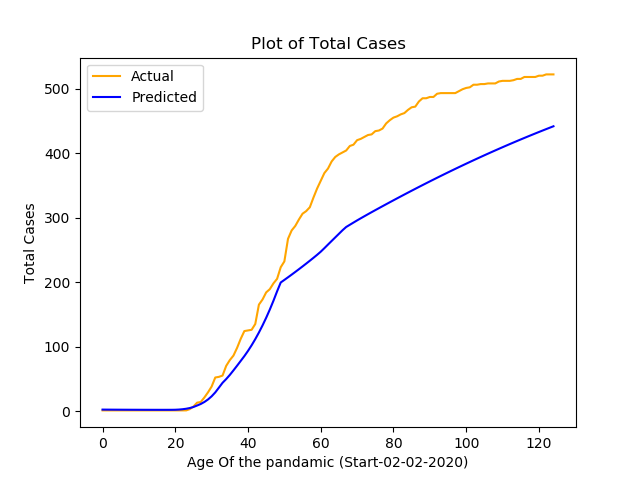 Plot of Total Cases
Actual
Predicted
500
400
300
200
100
0
Total Cases
0 20 40 60 80 100 120
Age Of the pandamic (Start-02-02-2020)